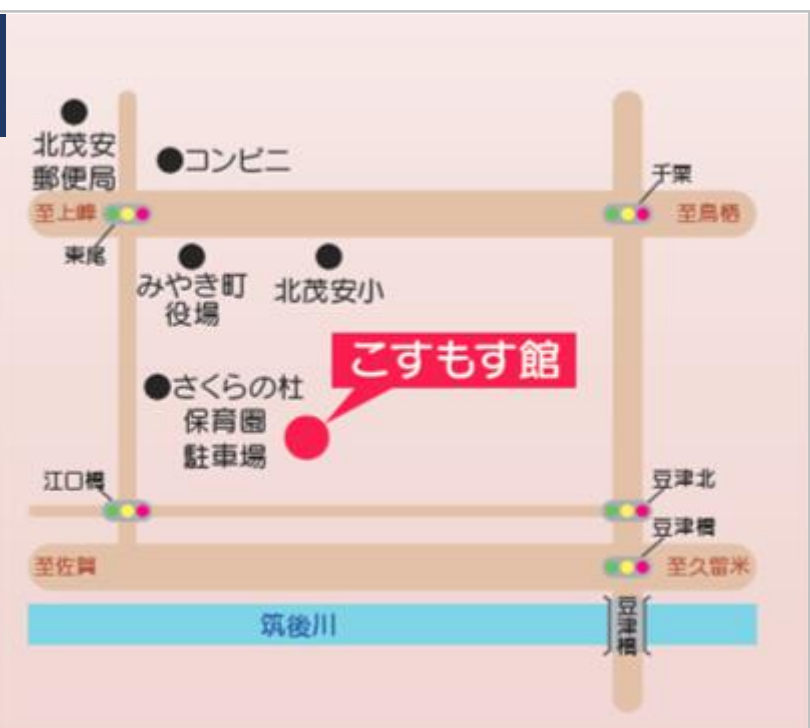 北茂安
郵便局
コンビニ
千栗
至上峰
至鳥栖
東尾
みやき町
役場
北茂安小
こすもす館
さくらの杜
保育園
駐車場
江口橋
豆津北
豆津橋
至佐賀
至久留米
筑後川
豆津橋